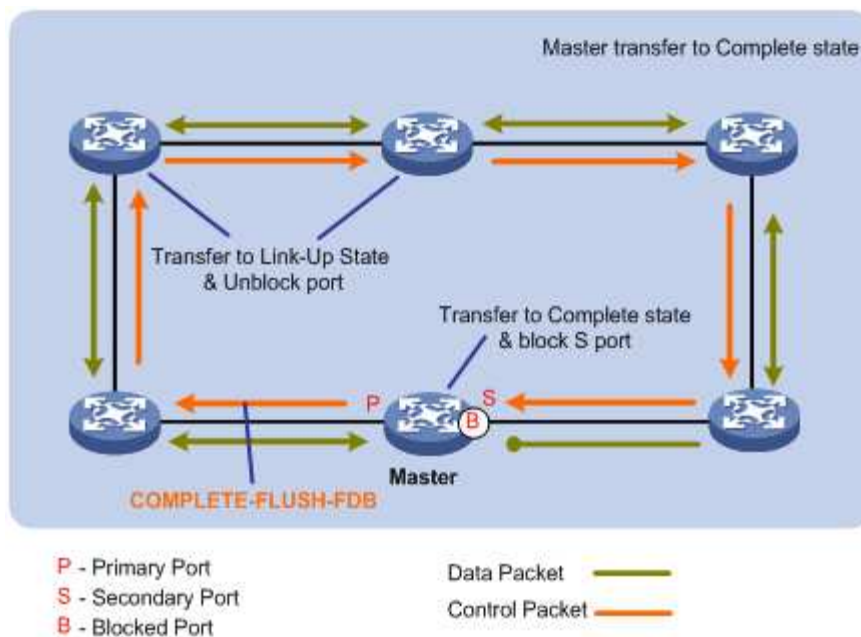 Master transfer to Complete state
Transfer to Link-Up State
& Unblock port
Transfer to Complete state
& block S port
P
S
B
Master
COMPLETE-FLUSH-FDB
P - Primary Port
S - Secondary Port
B - Blocked Port
Data Packet
Control Packet